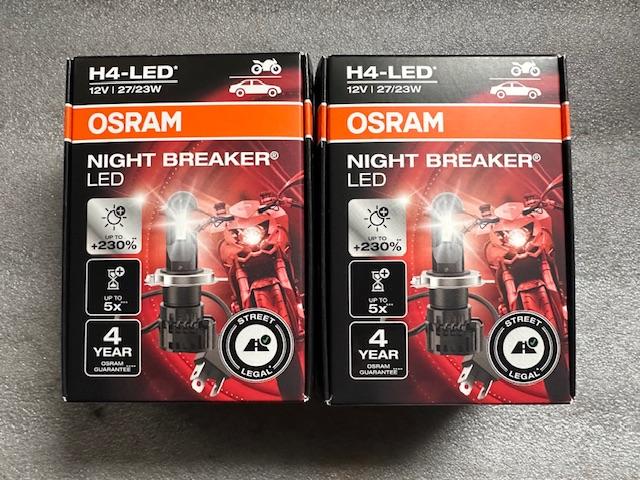 H4-LED*
12V | 27/23W
OSRAM
NIGHT BREAKER®
LED
UP TO
+230%**
UP TO
5x***
4
YEAR
OSRAM
GUARANTEE****
STREET
LEGAL*
H4-LED*
12V | 27/23W
OSRAM
NIGHT BREAKER®
LED
UP TO
+230%**
UP TO
5x***
4
YEAR
OSRAM
GUARANTEE****
STREET
LEGAL*